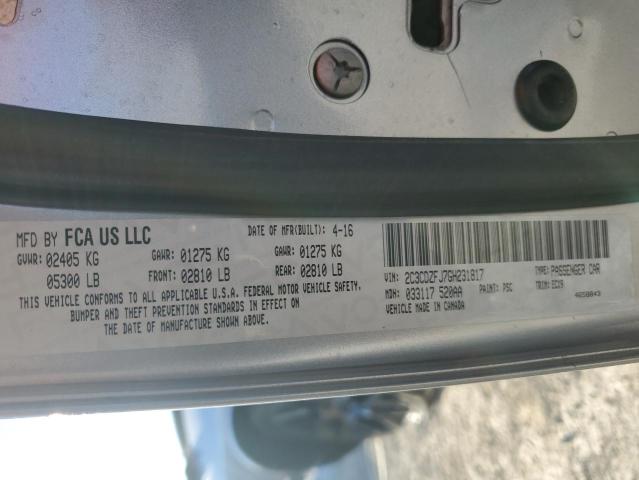 MFD BY FCA US LLC
DATE OF MFR(BUILT): 4-16
GVWR: 02405 KG
GAWR: 01275 KG
GAWR: 01275 KG
05300 LB
FRONT: 02810 LB
REAR: 02810 LB
THIS VEHICLE CONFORMS TO ALL APPLICABLE U.S.A. FEDERAL MOTOR VEHICLE SAFETY,
BUMPER AND THEFT PREVENTION STANDARDS IN EFFECT ON
THE DATE OF MANUFACTURE SHOWN ABOVE.
VIN: 2C3CDZFJ7GH231817
TYPE: PASSENGER CAR
MDH: 033117 520AA
PAINT: PSC
TRIM: ECX9
VEHICLE MADE IN CANADA